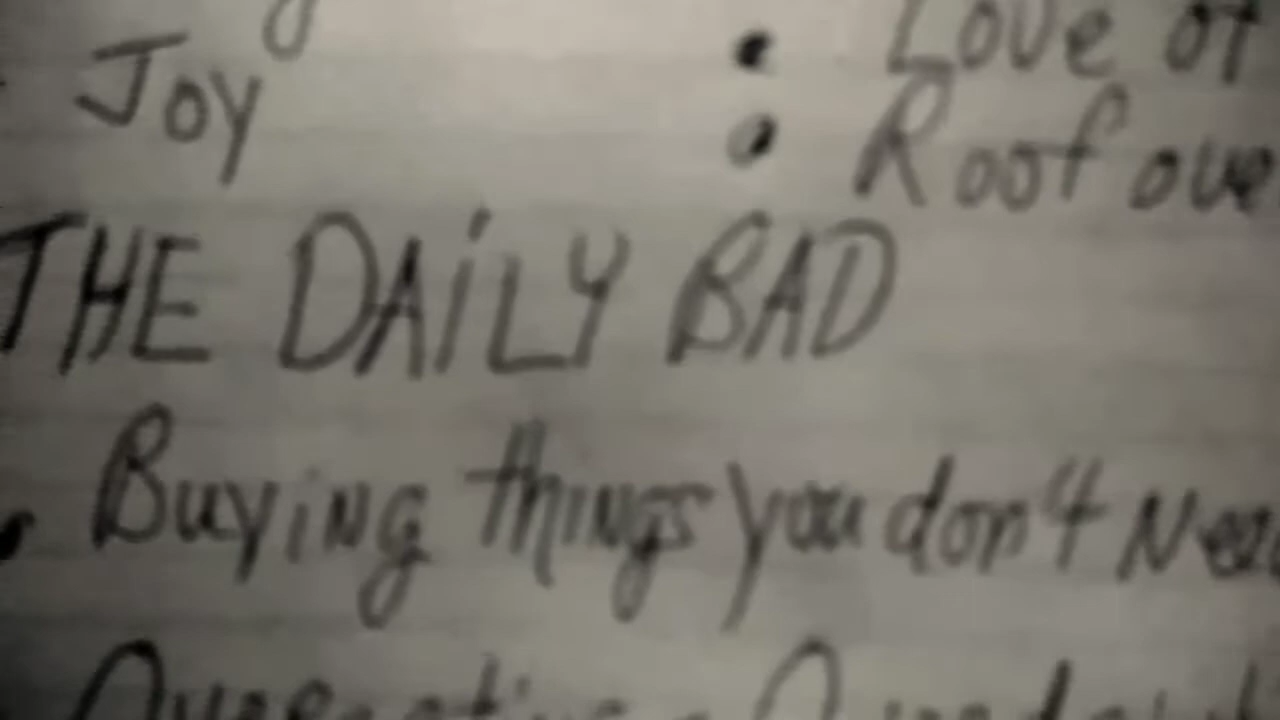 Joy
• Love of
• Roof ove
THE DAILY BAD
• Buying things you don't Nee